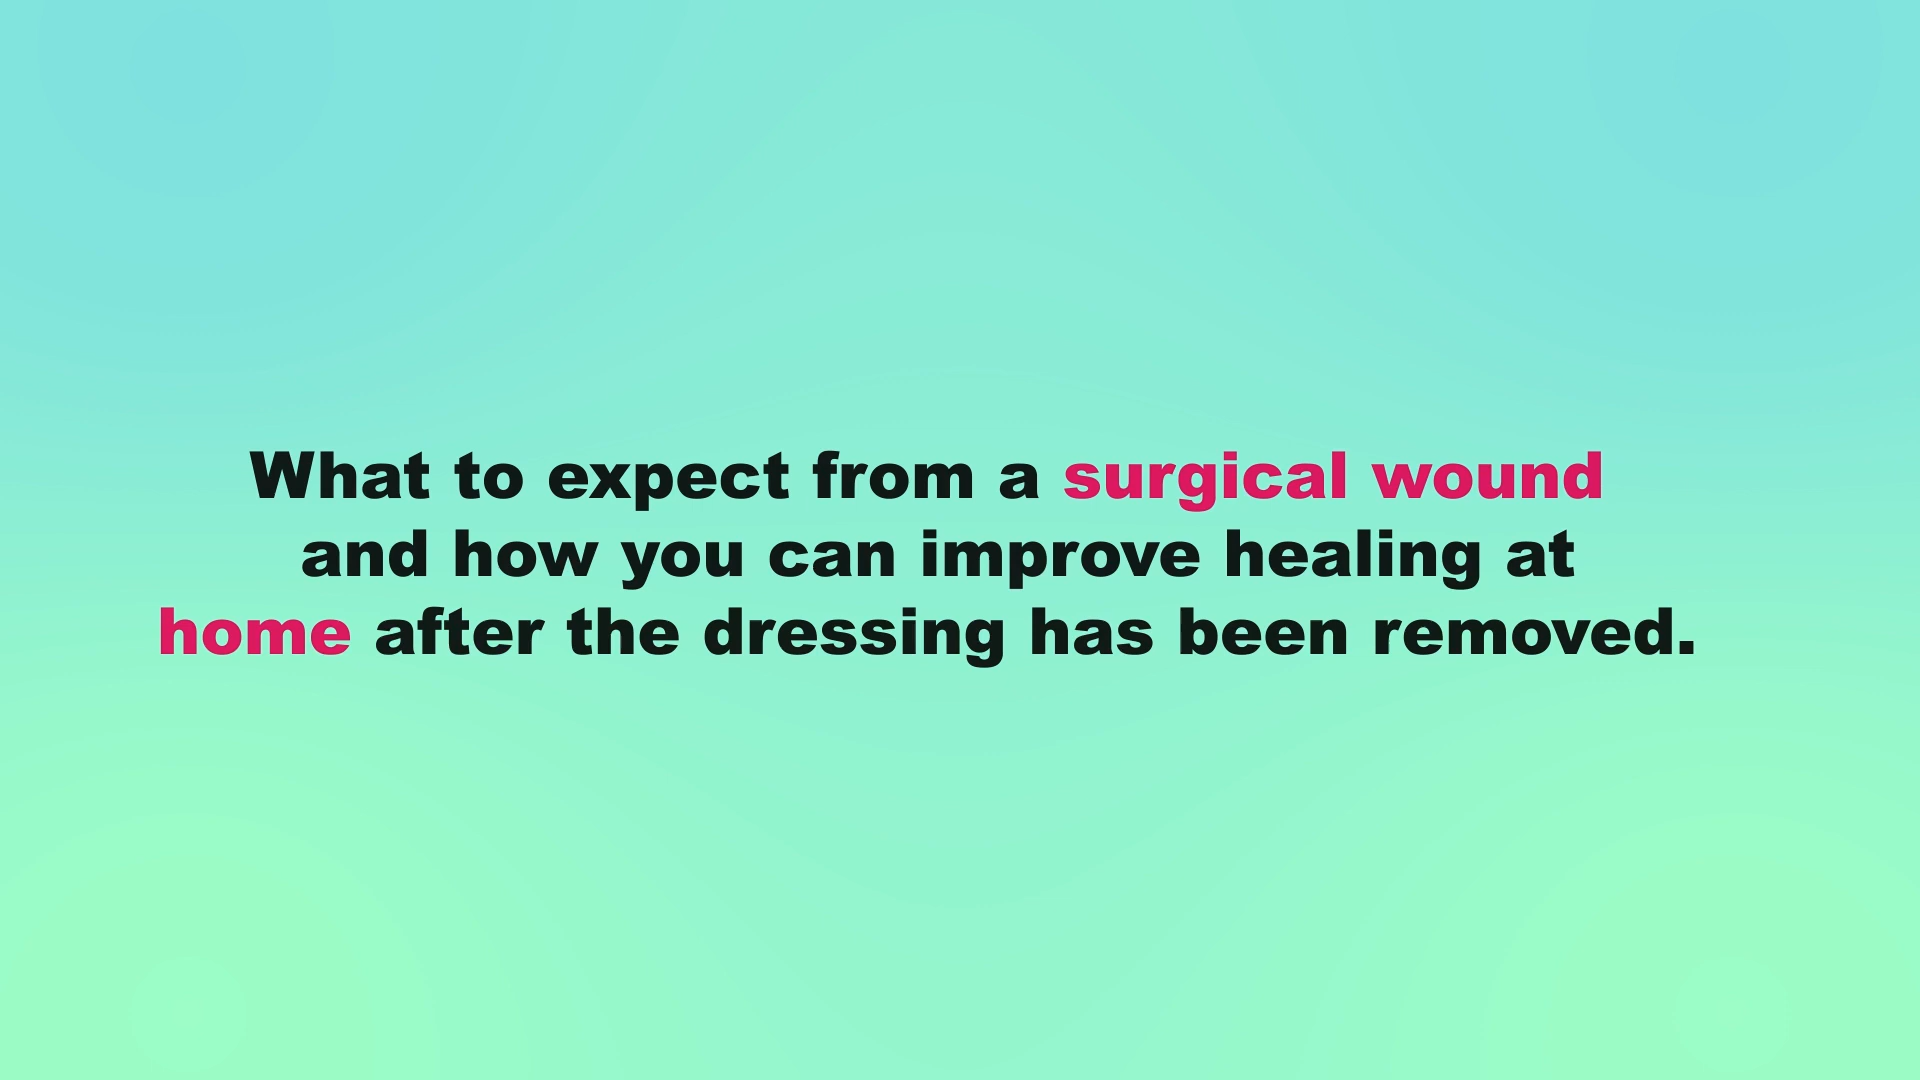 What to expect from a surgical wound
and how you can improve healing at
home after the dressing has been removed.